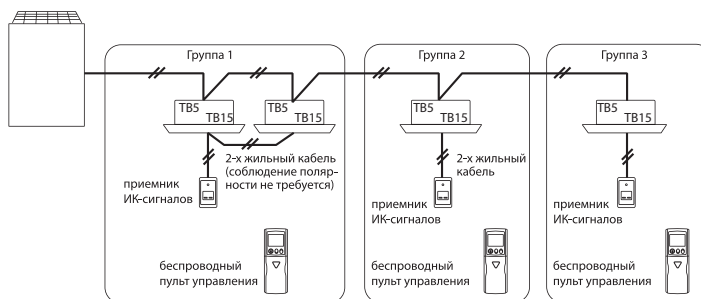 Группа 1
Группа 2
Группа 3
TB5
TB15
TB5
TB15
TB5
TB15
TB5
TB15
2-х жильный кабель
(соблюдение поляр-
ности не требуется)
2-х жильный
кабель
приемник
ИК-сигналов
приемник
ИК-сигналов
приемник
ИК-сигналов
беспроводный
пульт управления
беспроводный
пульт управления
беспроводный
пульт управления